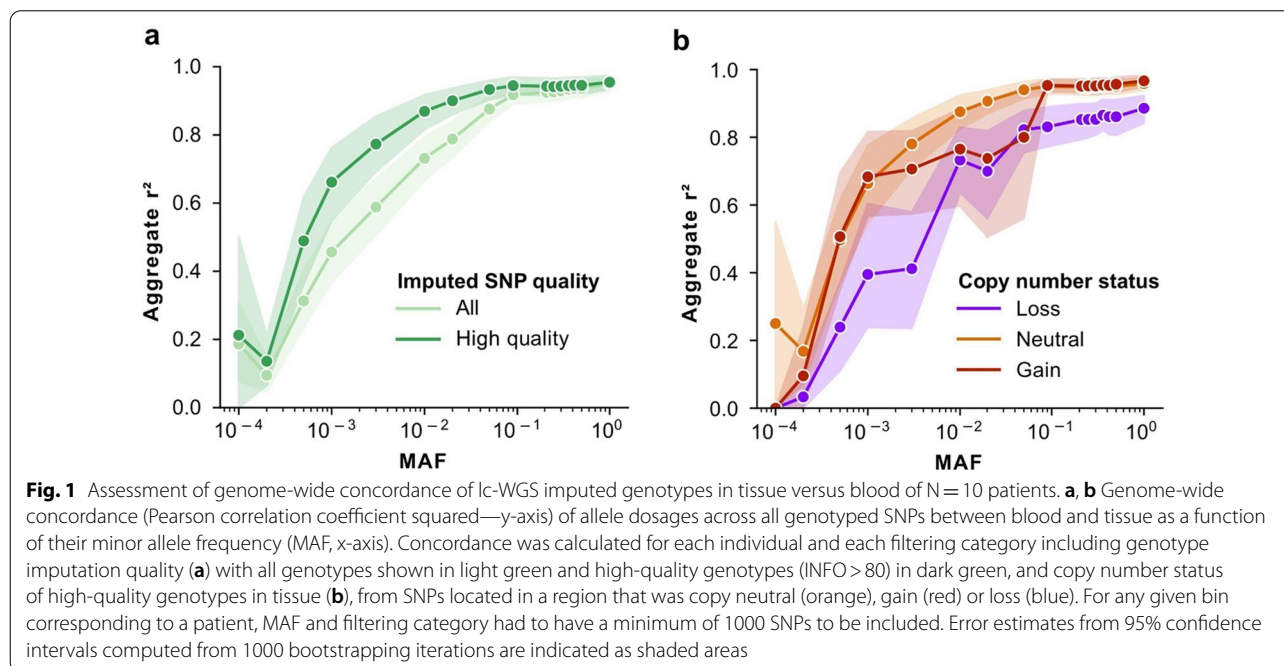 a
b
1.0
0.8
0.6
0.4
0.2
0.0
Aggregate r²
Imputed SNP quality
All
High quality
10⁻⁴ 10⁻³ 10⁻² 10⁻¹ 10⁰
MAF
1.0
0.8
0.6
0.4
0.2
0.0
Aggregate r²
Copy number status
Loss
Neutral
Gain
10⁻⁴ 10⁻³ 10⁻² 10⁻¹ 10⁰
MAF
Fig. 1 Assessment of genome-wide concordance of lc-WGS imputed genotypes in tissue versus blood of N = 10 patients. a, b Genome-wide
concordance (Pearson correlation coefficient squared—y-axis) of allele dosages across all genotyped SNPs between blood and tissue as a function
of their minor allele frequency (MAF, x-axis). Concordance was calculated for each individual and each filtering category including genotype
imputation quality (a) with all genotypes shown in light green and high-quality genotypes (INFO > 80) in dark green, and copy number status
of high-quality genotypes in tissue (b), from SNPs located in a region that was copy neutral (orange), gain (red) or loss (blue). For any given bin
corresponding to a patient, MAF and filtering category had to have a minimum of 1000 SNPs to be included. Error estimates from 95% confidence
intervals computed from 1000 bootstrapping iterations are indicated as shaded areas